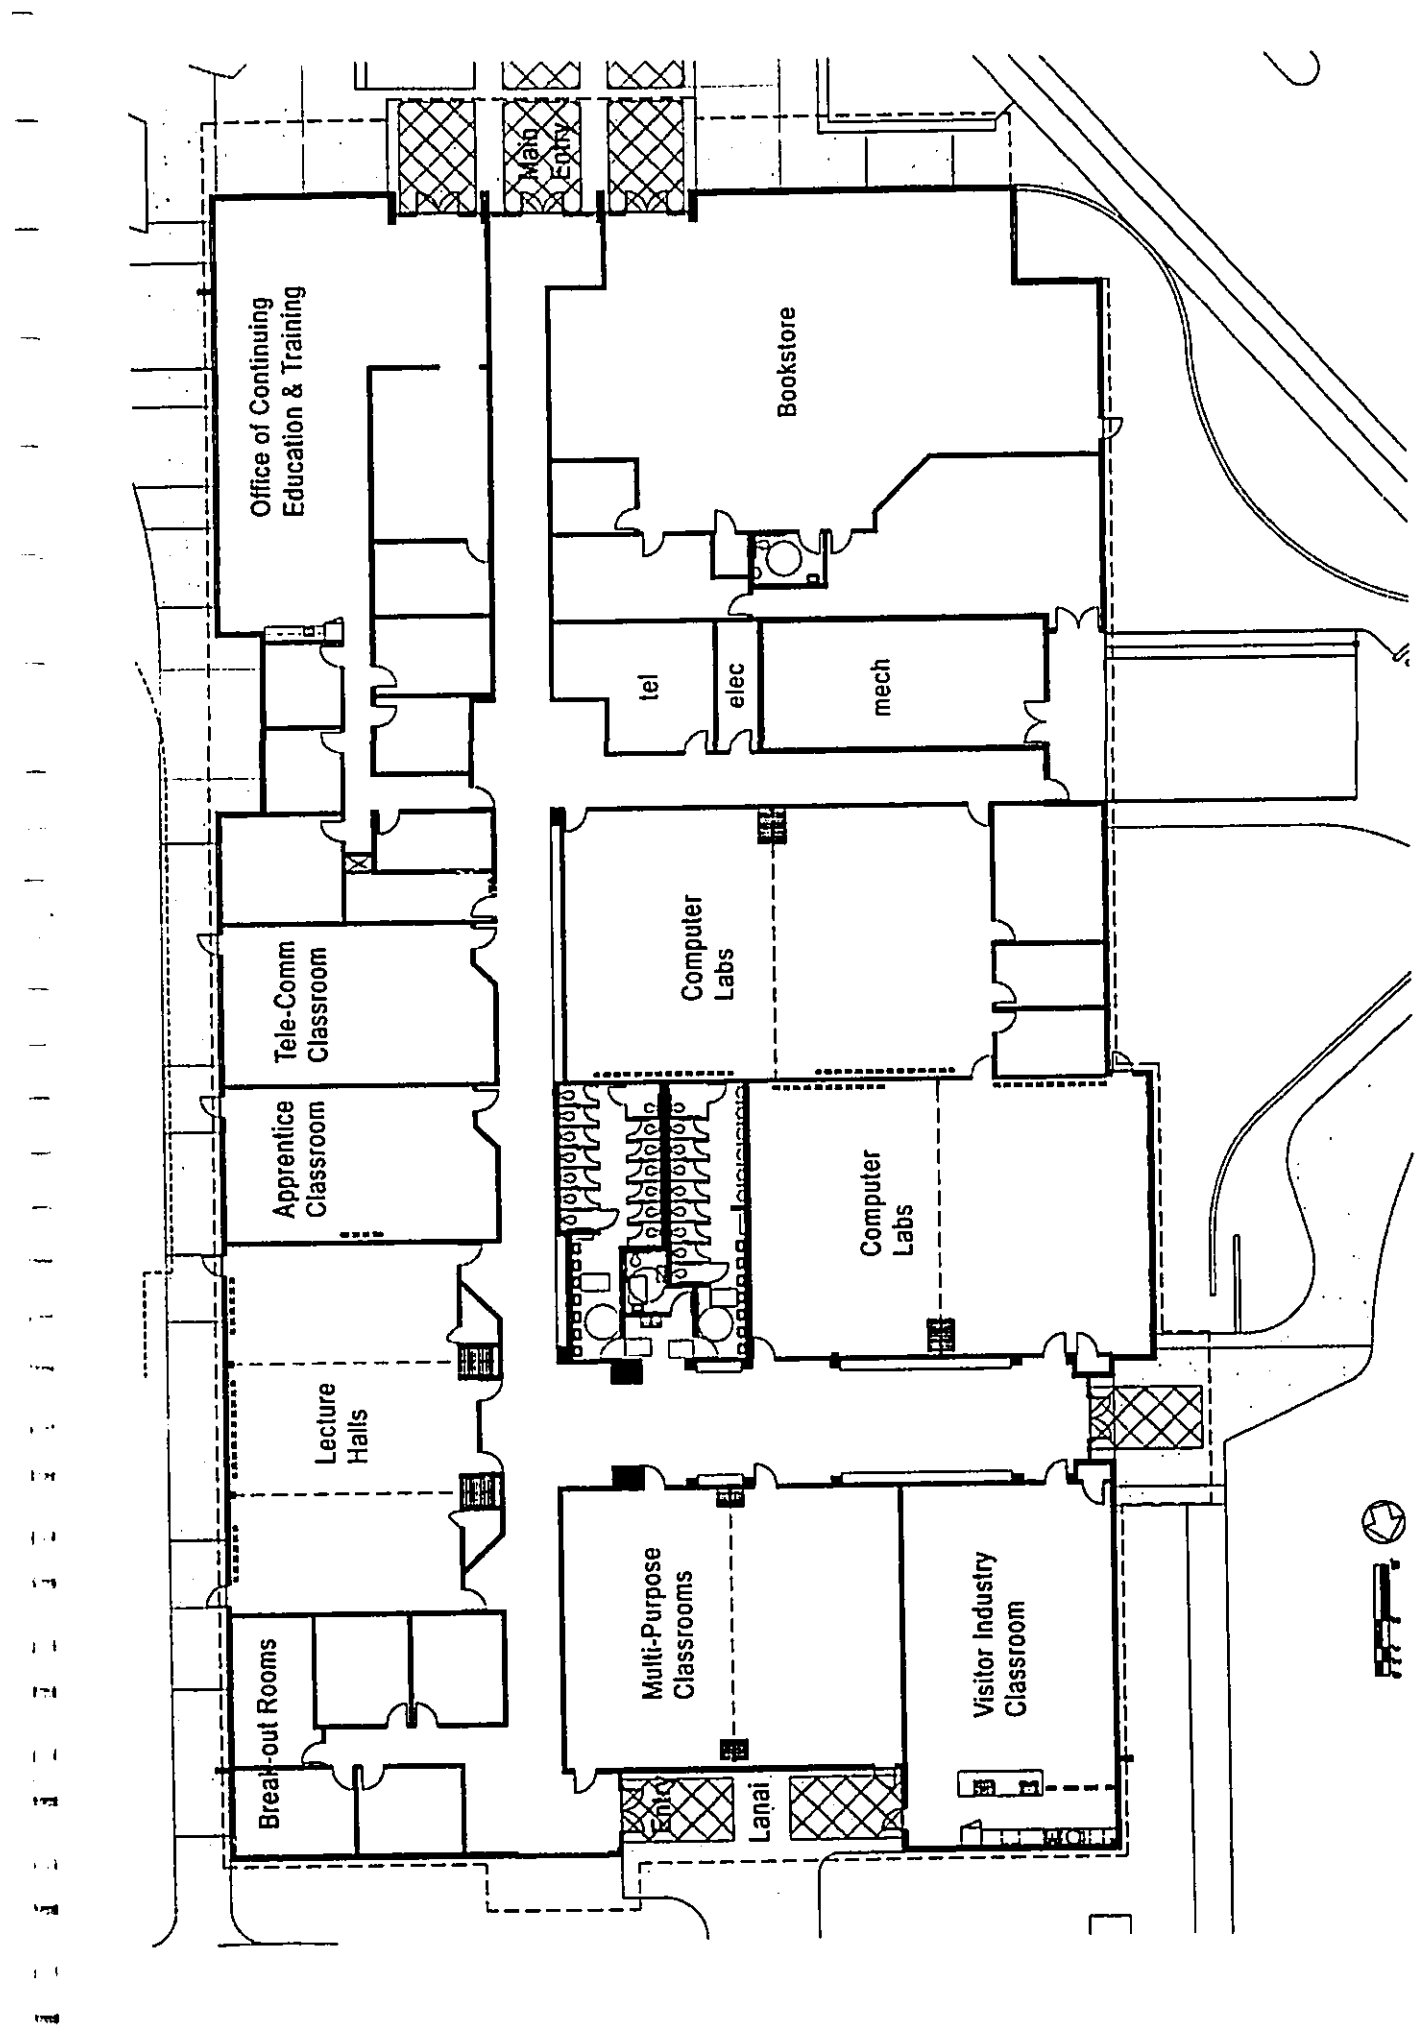 Main
Entry
Office of Continuing
Education & Training
Bookstore
tel
elec
mech
Computer
Labs
Tele-Comm
Classroom
Apprentice
Classroom
Computer
Labs
Lecture
Halls
Multi-Purpose
Classrooms
Visitor Industry
Classroom
Break-out Rooms
Entry
Lanai